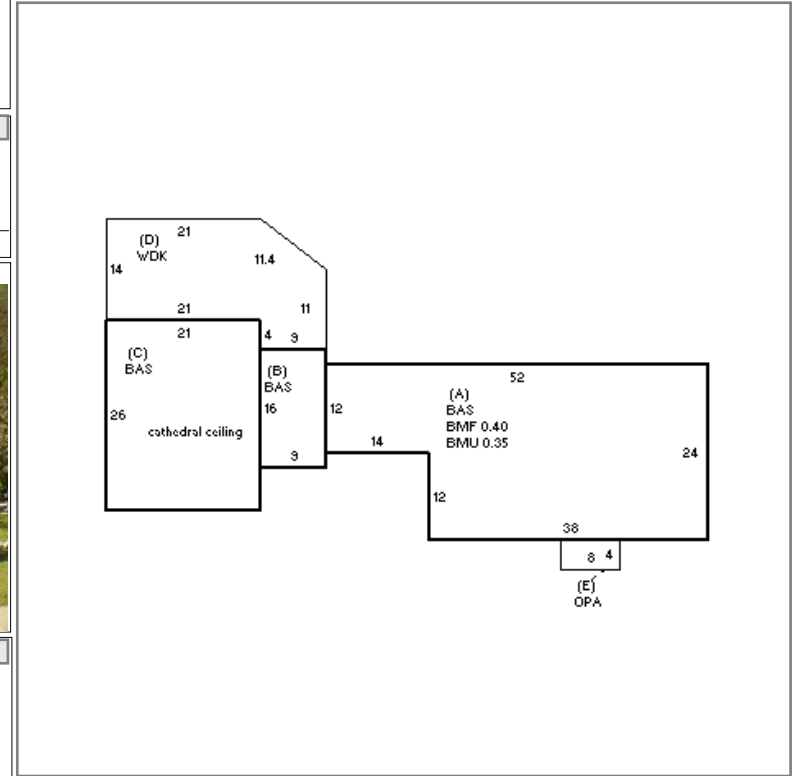 21
(D)
WDK
11.4
14
21
11
21
4
9
(C)
BAS
(B)
BAS
52
(A)
BAS
BMF 0.40
BMU 0.35
26
16
12
cathedral ceiling
14
24
9
12
38
8
4
(E)
OPA